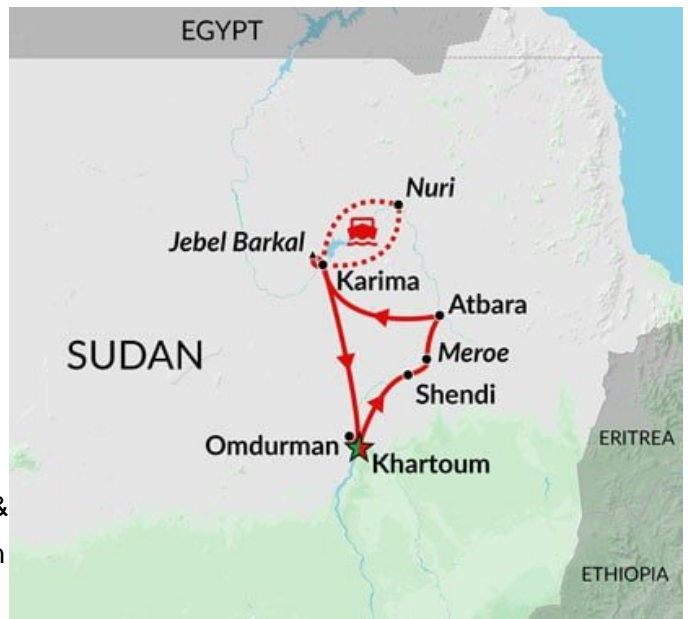 EGYPT
Nuri
Jebel Barkal
Karima
Atbara
SUDAN
Meroe
Shendi
Omdurman
Khartoum
ERITREA
&
n
ETHIOPIA